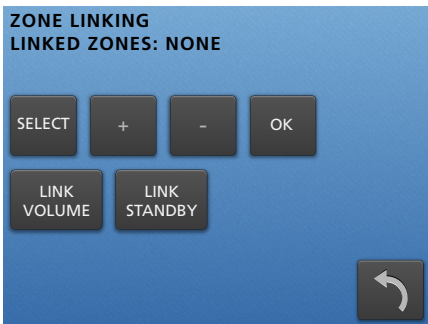 ZONE LINKING
LINKED ZONES: NONE
SELECT + - OK
LINK VOLUME
LINK STANDBY